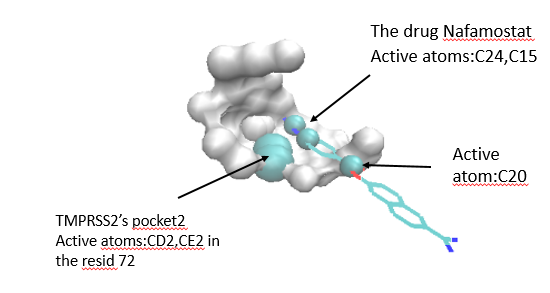 The drug Nafamostat
Active atoms:C24,C15
Active
atom:C20
TMPRSS2's pocket2
Active atoms:CD2,CE2 in
the resid 72